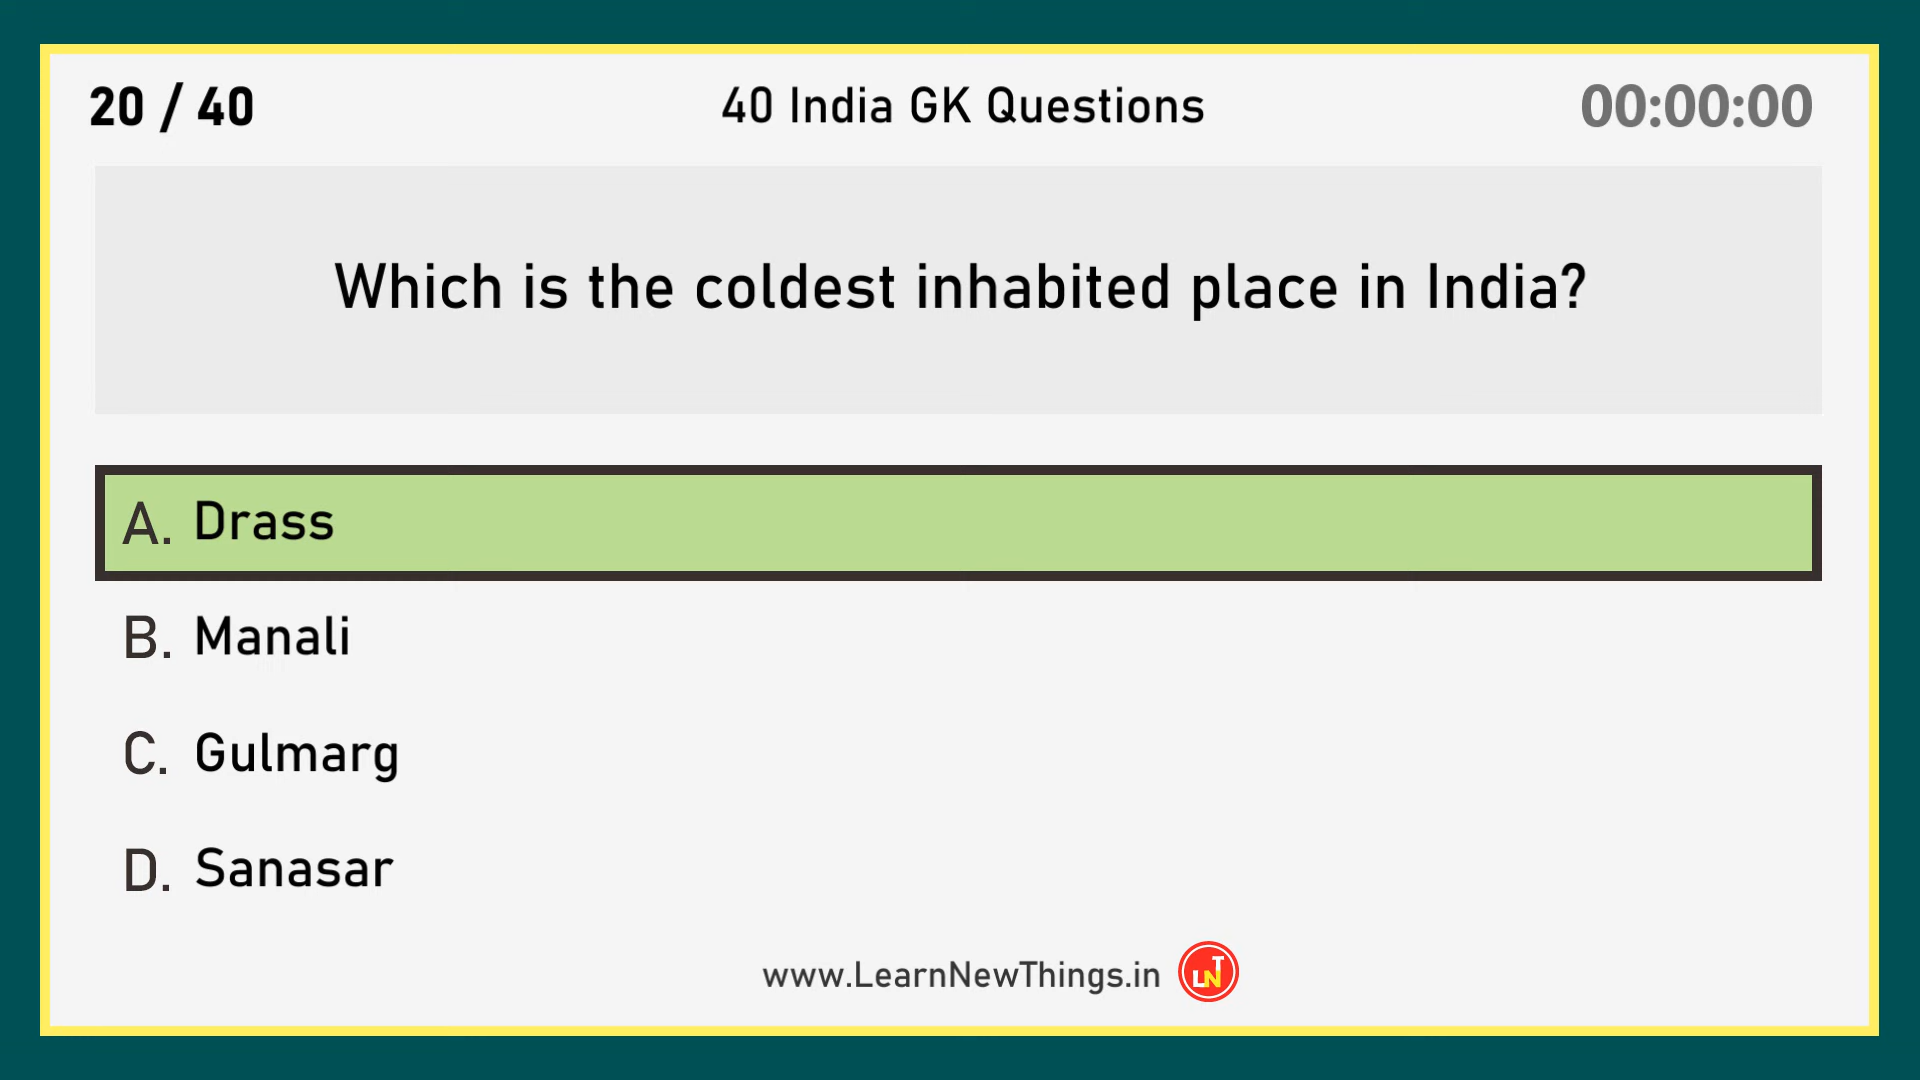 20 / 40
40 India GK Questions
00:00:00
Which is the coldest inhabited place in India?
A. Drass
B. Manali
C. Gulmarg
D. Sanasar
www.LearnNewThings.in
LNT